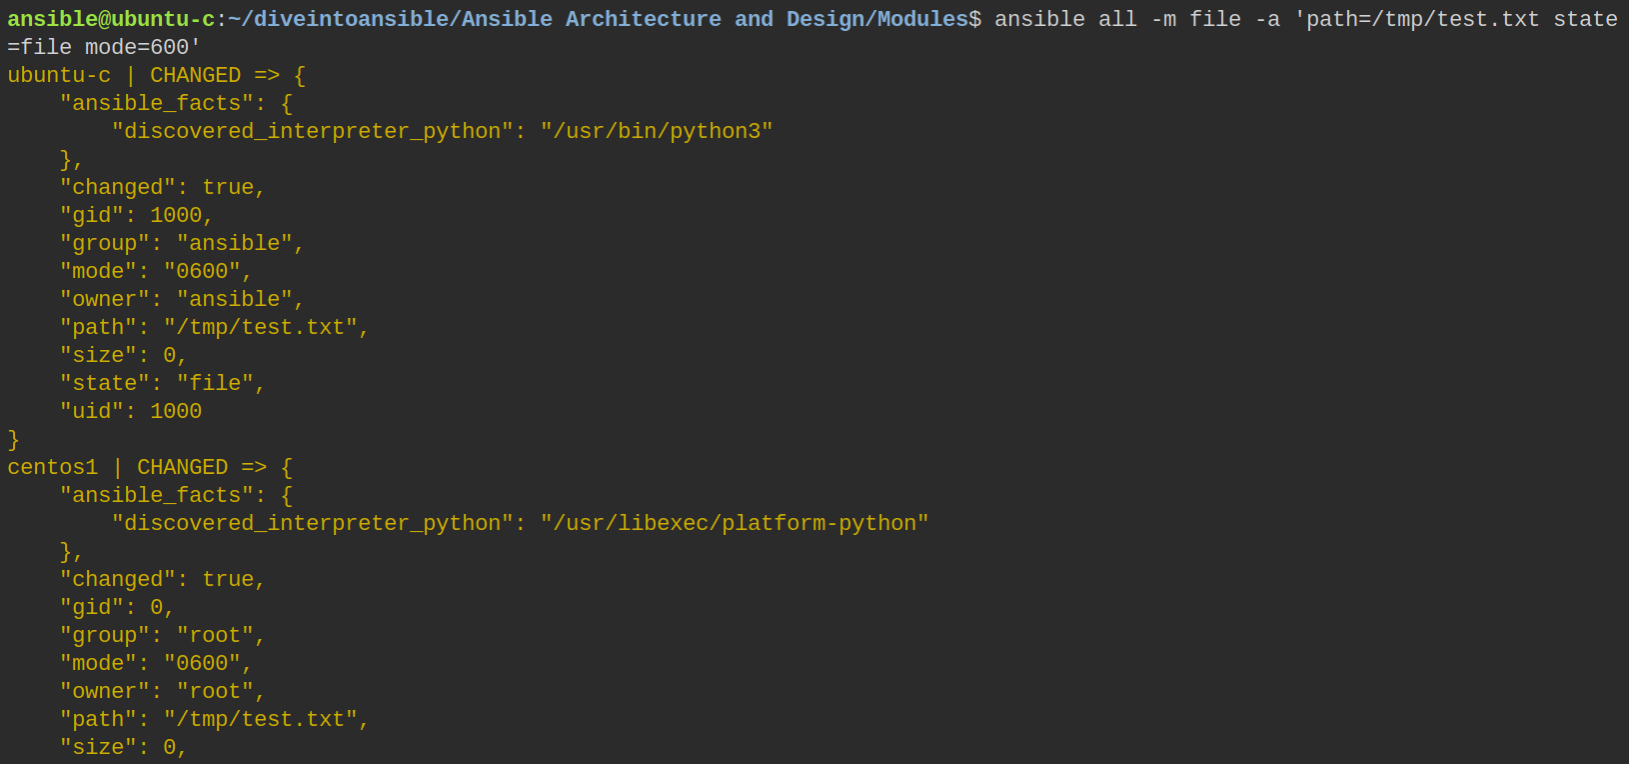 ansible@ubuntu-c:~/diveintoansible/Ansible Architecture and Design/Modules$ ansible all -m file -a 'path=/tmp/test.txt state
=file mode=600'
ubuntu-c | CHANGED => {
    "ansible_facts": {
        "discovered_interpreter_python": "/usr/bin/python3"
    },
    "changed": true,
    "gid": 1000,
    "group": "ansible",
    "mode": "0600",
    "owner": "ansible",
    "path": "/tmp/test.txt",
    "size": 0,
    "state": "file",
    "uid": 1000
}
centos1 | CHANGED => {
    "ansible_facts": {
        "discovered_interpreter_python": "/usr/libexec/platform-python"
    },
    "changed": true,
    "gid": 0,
    "group": "root",
    "mode": "0600",
    "owner": "root",
    "path": "/tmp/test.txt",
    "size": 0,